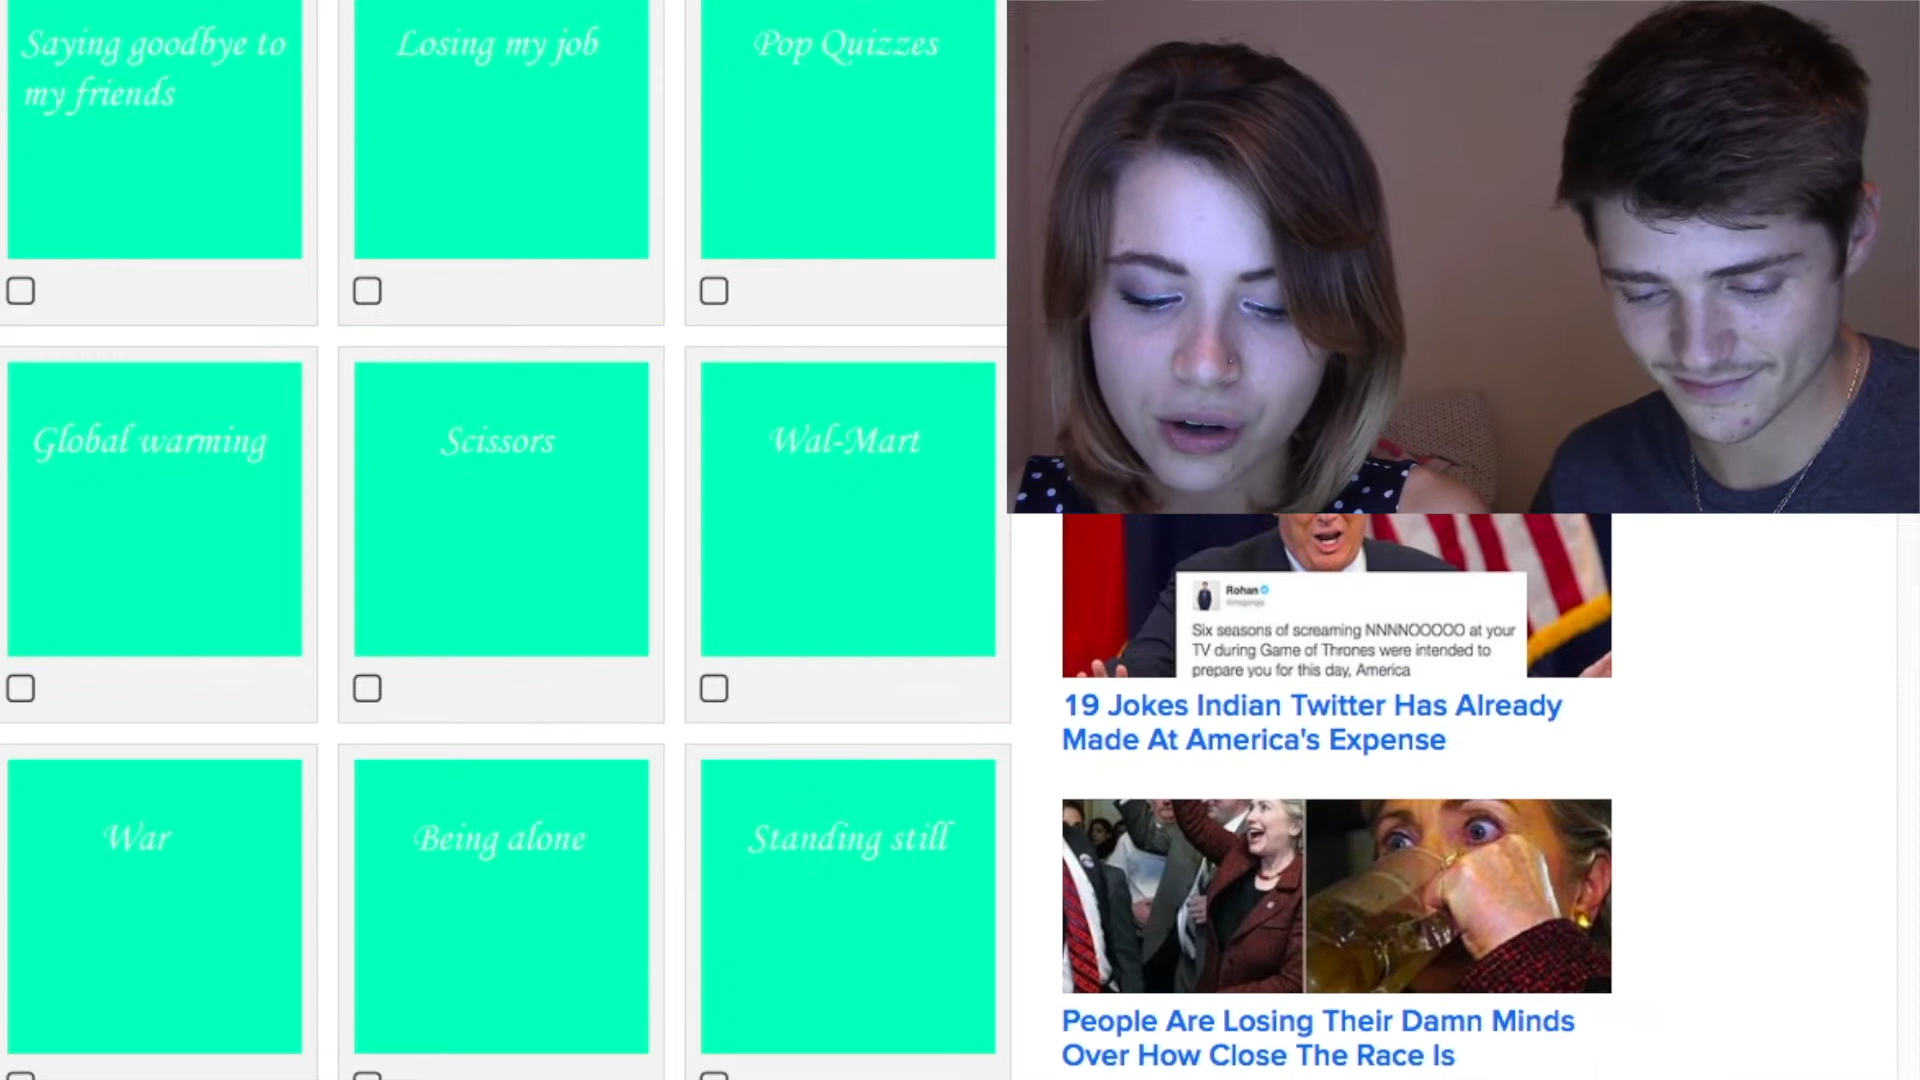 Saying goodbye to
my friends
Losing my job
Pop Quizzes
Global warming
Scissors
Wal-Mart
War
Being alone
Standing still
Rohan
Six seasons of screaming NNNNOOOOO at your
TV during Game of Thrones were intended to
prepare you for this day, America
19 Jokes Indian Twitter Has Already
Made At America's Expense
People Are Losing Their Damn Minds
Over How Close The Race Is